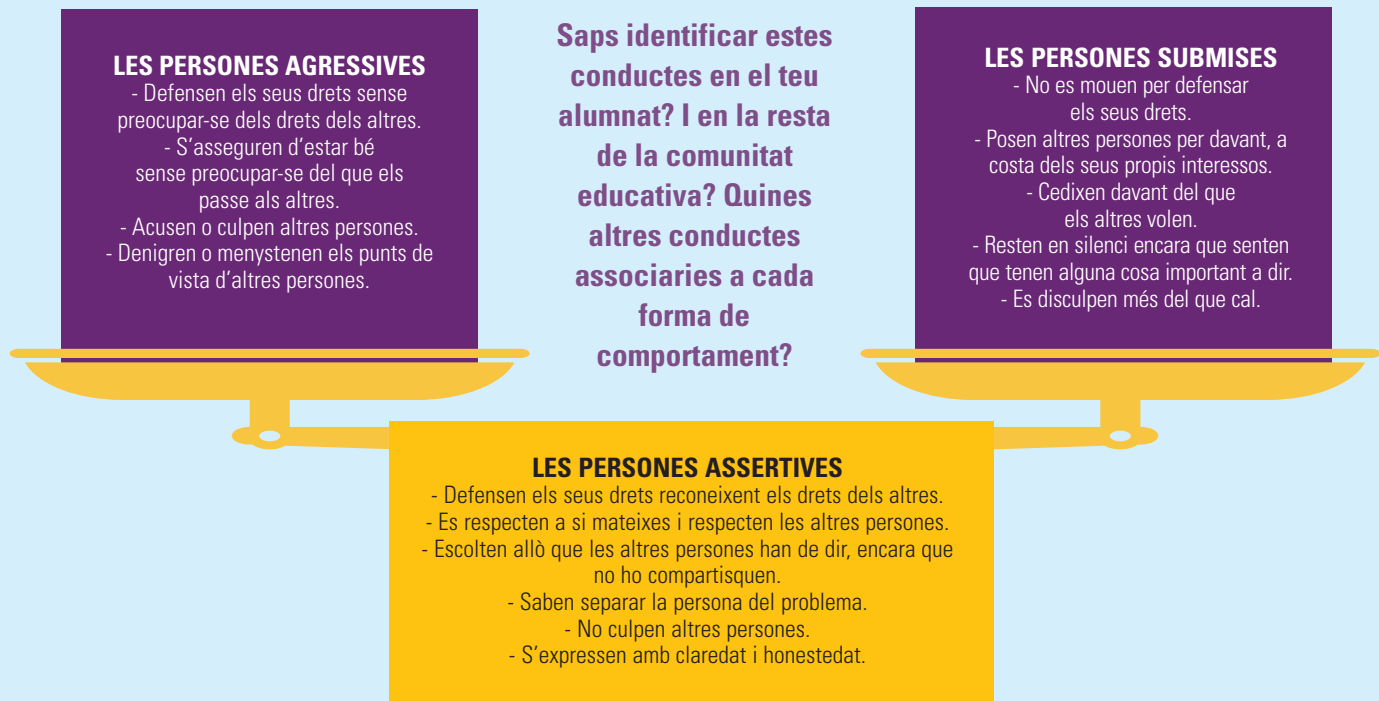 LES PERSONES AGRESSIVES
- Defensen els seus drets sense
preocupar-se dels drets dels altres.
- S’asseguren d’estar bé
sense preocupar-se del que els
passe als altres.
- Acusen o culpen altres persones.
- Denigren o menystenen els punts de
vista d’altres persones.
Saps identificar estes
conductes en el teu
alumnat? I en la resta
de la comunitat
educativa? Quines
altres conductes
associaries a cada
forma de
comportament?
LES PERSONES SUBMISES
- No es mouen per defensar
els seus drets.
- Posen altres persones per davant, a
costa dels seus propis interessos.
- Cedixen davant del que
els altres volen.
- Resten en silenci encara que senten
que tenen alguna cosa important a dir.
- Es disculpen més del que cal.
LES PERSONES ASSERTIVES
- Defensen els seus drets reconeixent els drets dels altres.
- Es respecten a si mateixes i respecten les altres persones.
- Escolten allò que les altres persones han de dir, encara que
no ho compartisquen.
- Saben separar la persona del problema.
- No culpen altres persones.
- S’expressen amb claredat i honestedat.